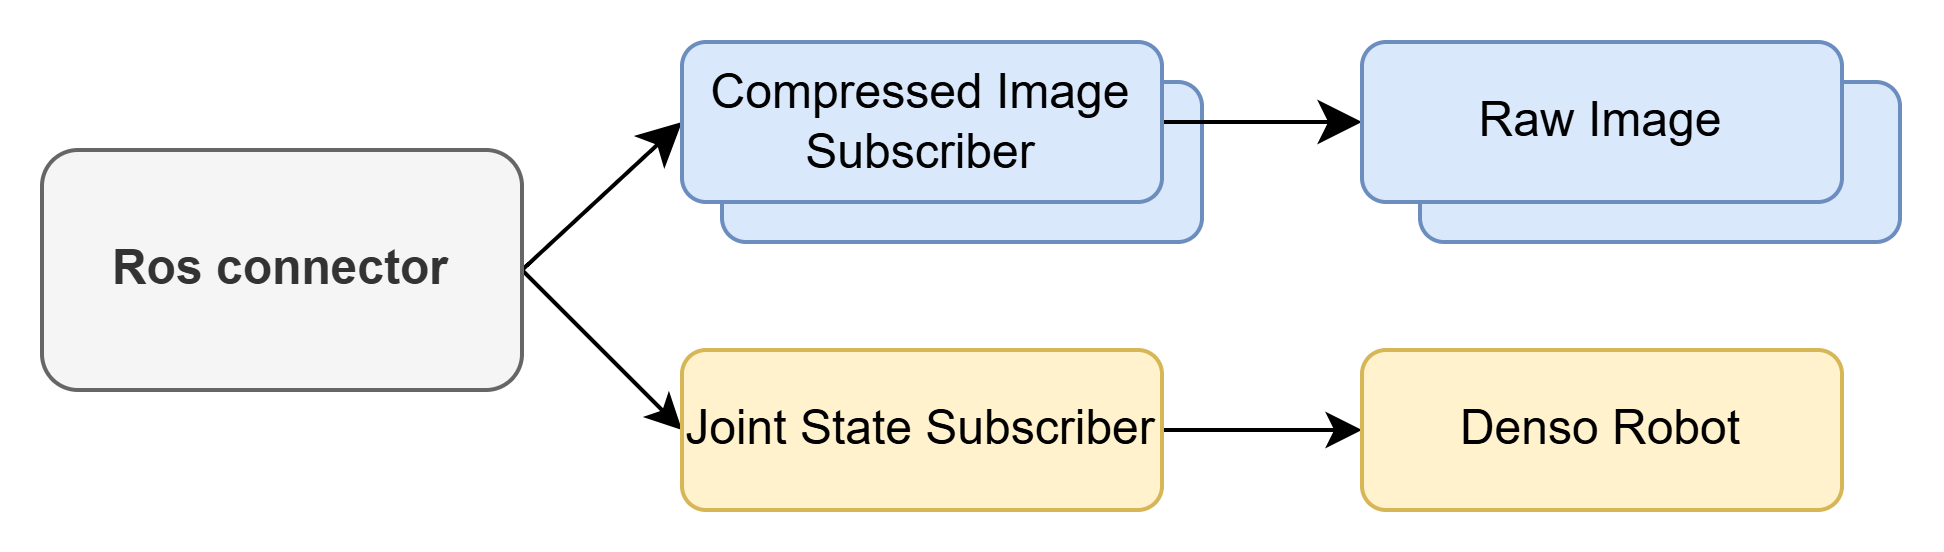 Ros connector
Compressed Image
Subscriber
Raw Image
Joint State Subscriber
Denso Robot